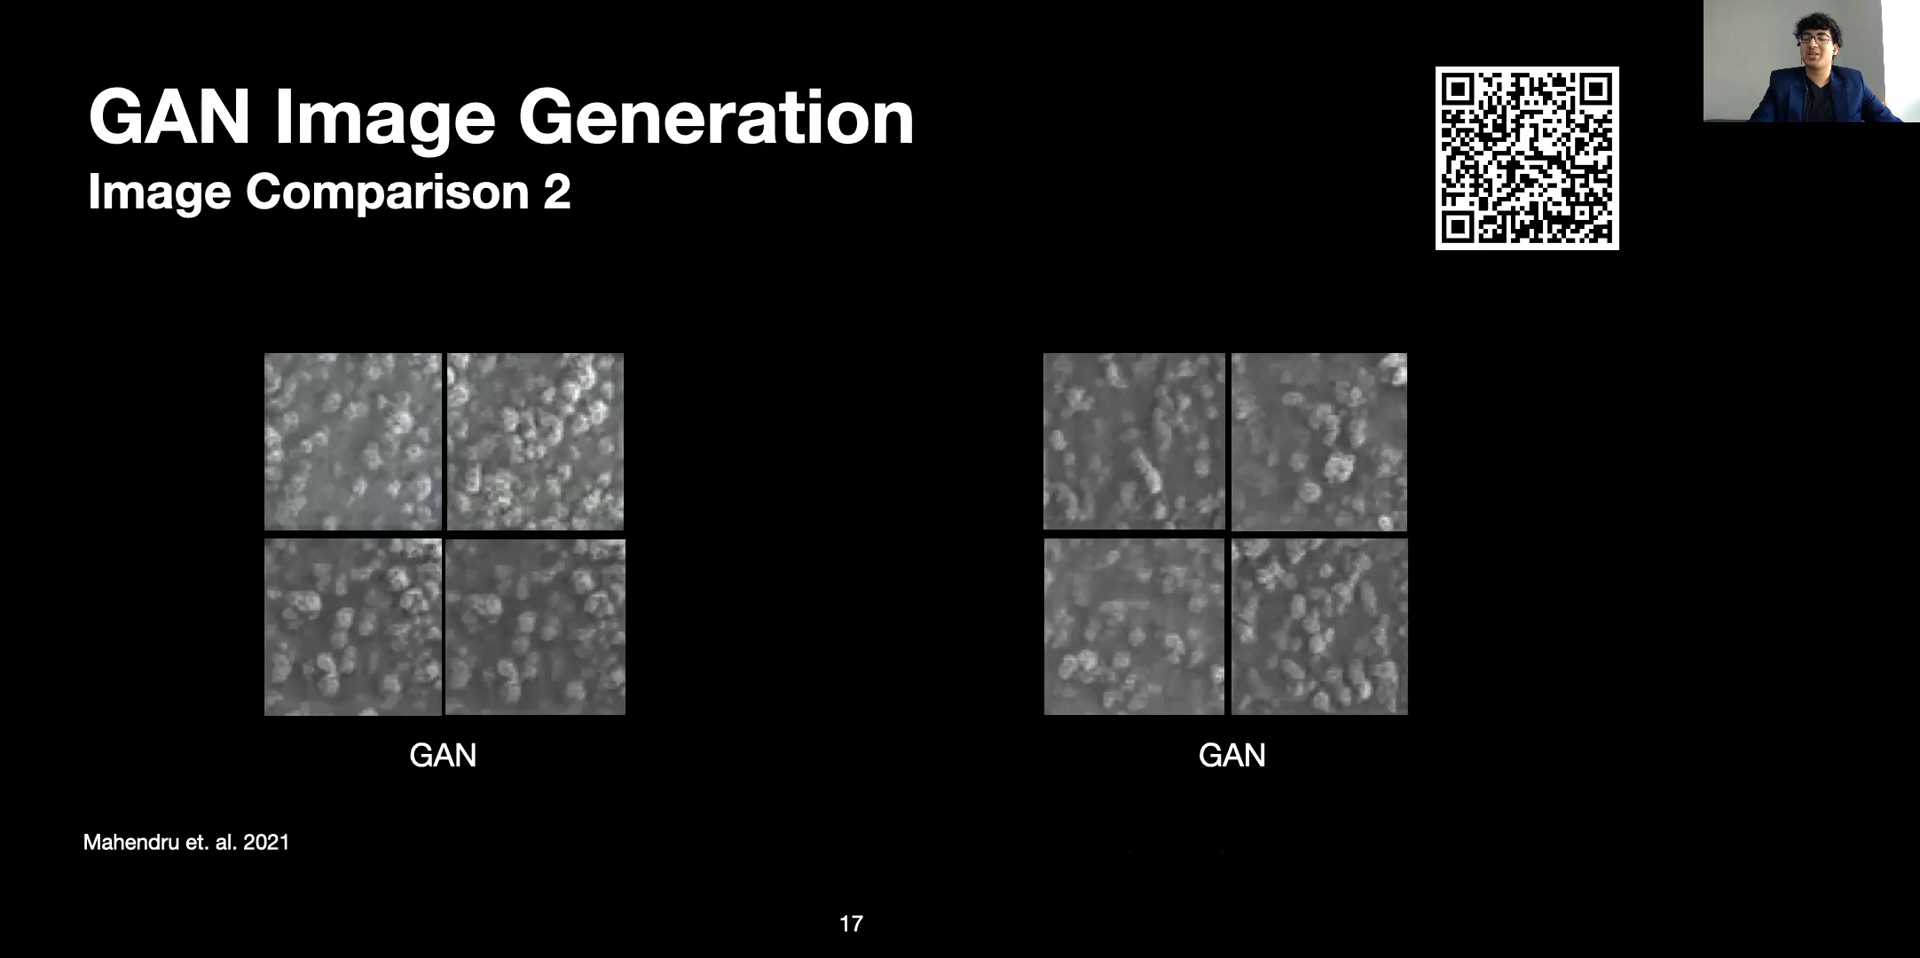 GAN Image Generation
Image Comparison 2
GAN
GAN
Mahendru et. al. 2021
17